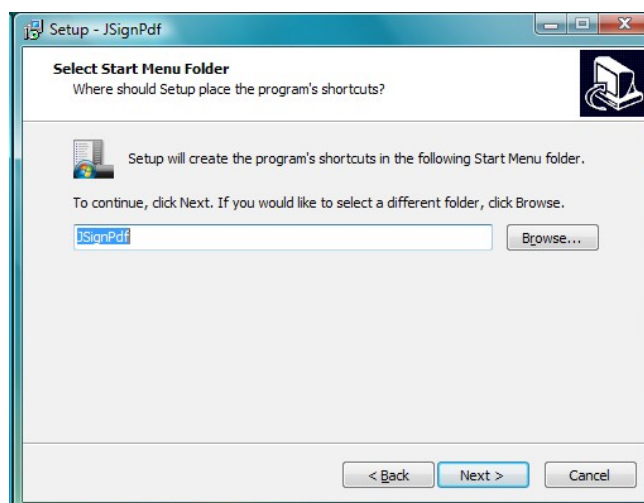 Setup - JSignPdf
Select Start Menu Folder
Where should Setup place the program's shortcuts?
Setup will create the program's shortcuts in the following Start Menu folder.
To continue, click Next. If you would like to select a different folder, click Browse.
JSignPdf
Browse...
< Back
Next >
Cancel